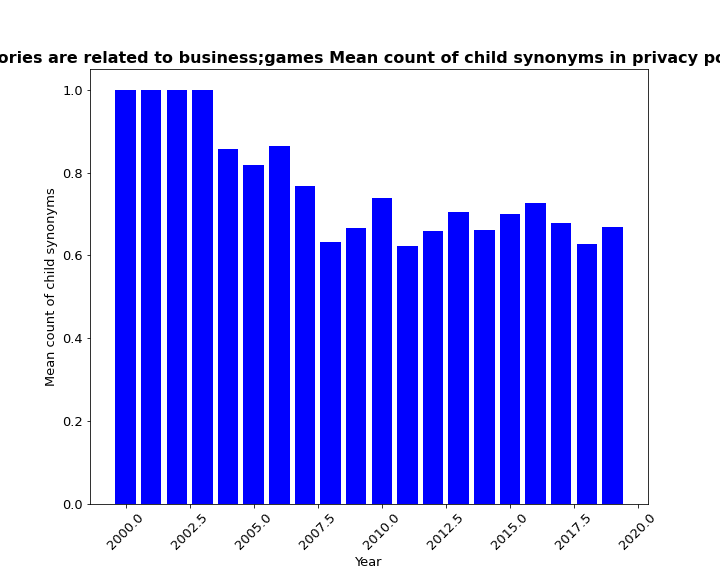 ories are related to business;games Mean count of child synonyms in privacy po
1.0
0.8
0.6
0.4
0.2
0.0
Mean count of child synonyms
2000.0 2002.5 2005.0 2007.5 2010.0 2012.5 2015.0 2017.5 2020.0
Year